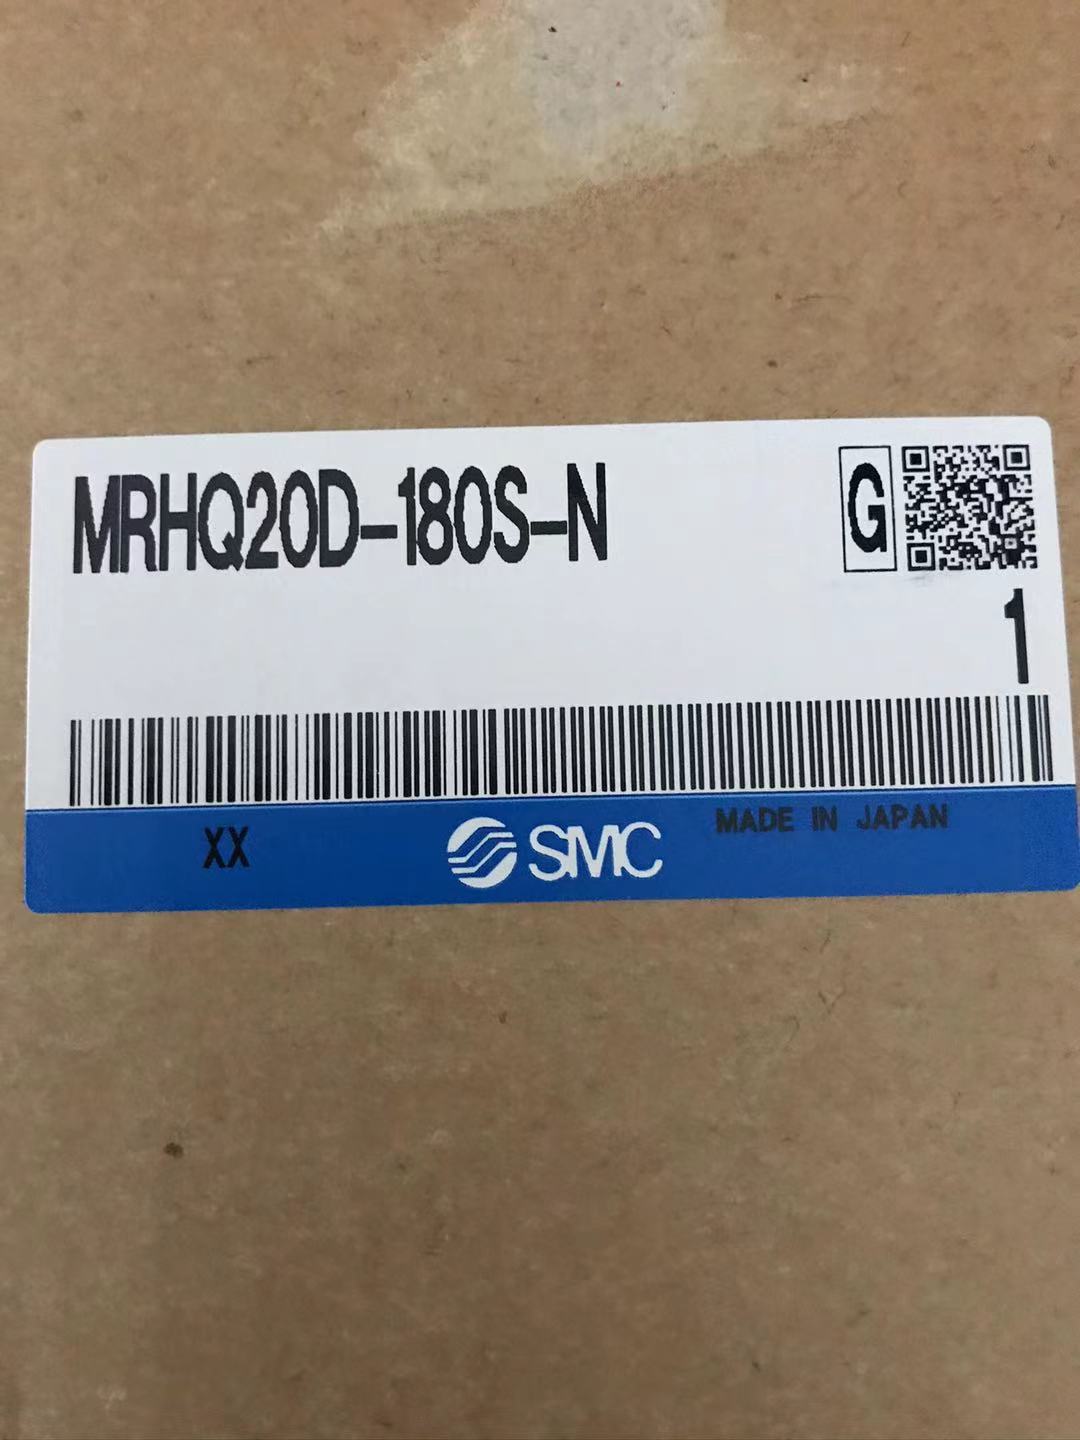 MRHQ20D-180S-N
G
1
XX
SMC
MADE IN JAPAN